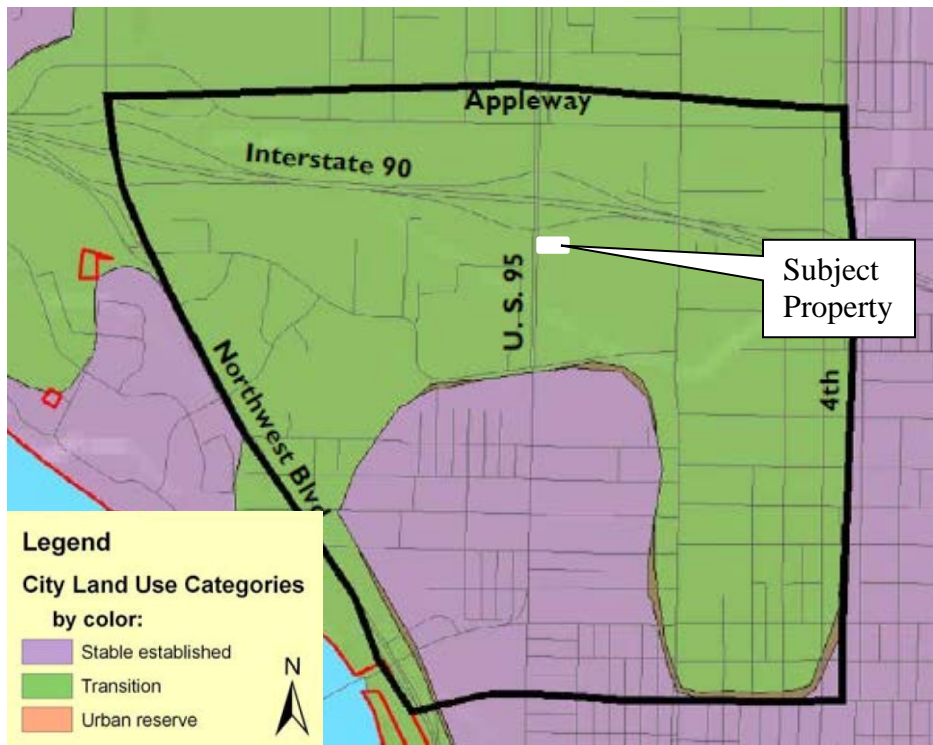 Appleway
Interstate 90
U. S. 95
Subject
Property
Northwest Blvd
4th
Legend
City Land Use Categories
by color:
Stable established
Transition
Urban reserve
N